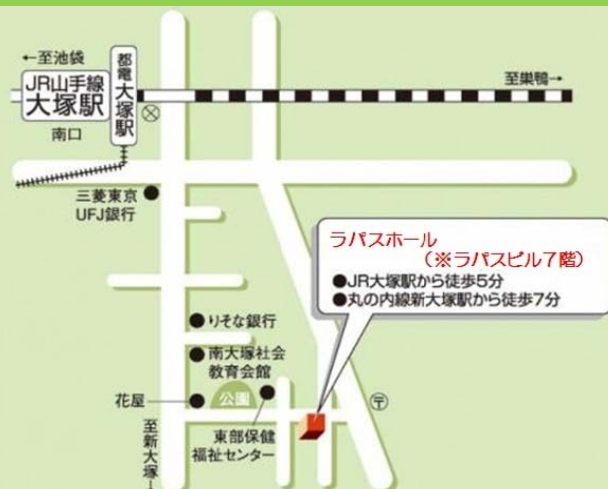 ←至池袋
JR山手線
大塚駅
南口
都電大塚駅
至巣鴨→
三菱東京
UFJ銀行
ラパスホール
(※ラパスビル7階)
●JR大塚駅から徒歩5分
●丸の内線新大塚駅から徒歩7分
りそな銀行
南大塚社会
教育会館
花屋
公園
東部保健
福祉センター
至新大塚→